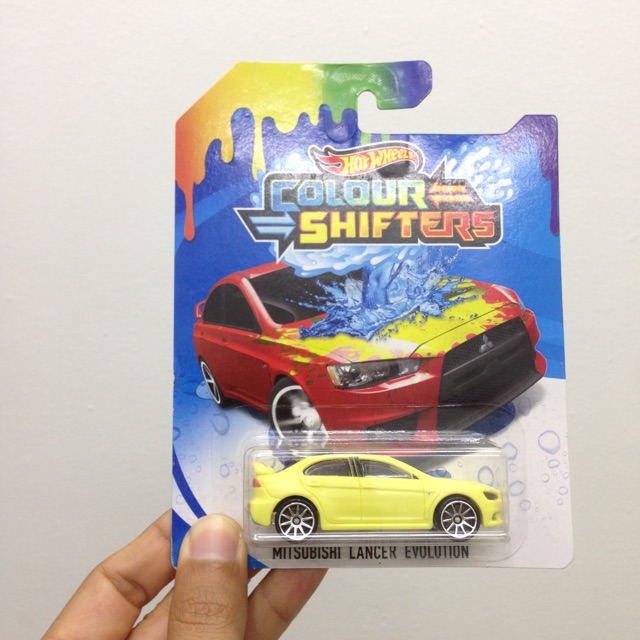 HOT WHEELS
COLOUR
SHIFTERS
MITSUBISHI LANCER EVOLUTION